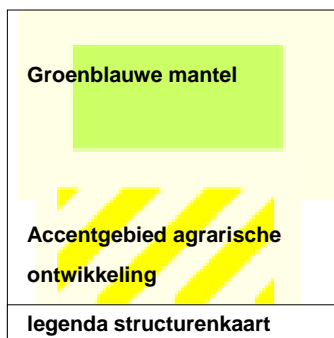 Groenblauwe mantel
Accentgebied agrarische
ontwikkeling
legenda structurenkaart